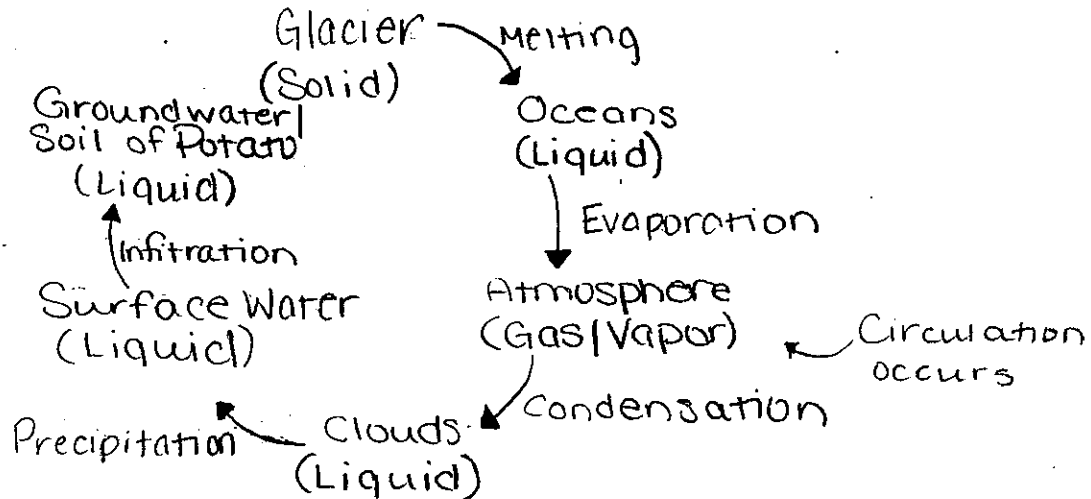 Glacier
(Solid)
Melting
Oceans
(Liquid)
Evaporation
Atmosphere
(Gas/Vapor)
Circulation
occurs
Condensation
Clouds
(Liquid)
Precipitation
Surface Water
(Liquid)
Infitration
Groundwater/
Soil of Potato
(Liquid)